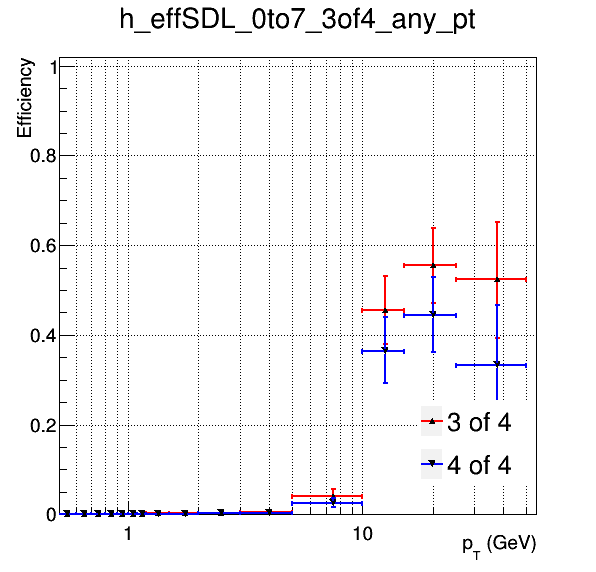 h_effSDL_0to7_3of4_any_pt
Efficiency
1
0.8
0.6
0.4
0.2
0
3 of 4
4 of 4
1
10
p_T (GeV)